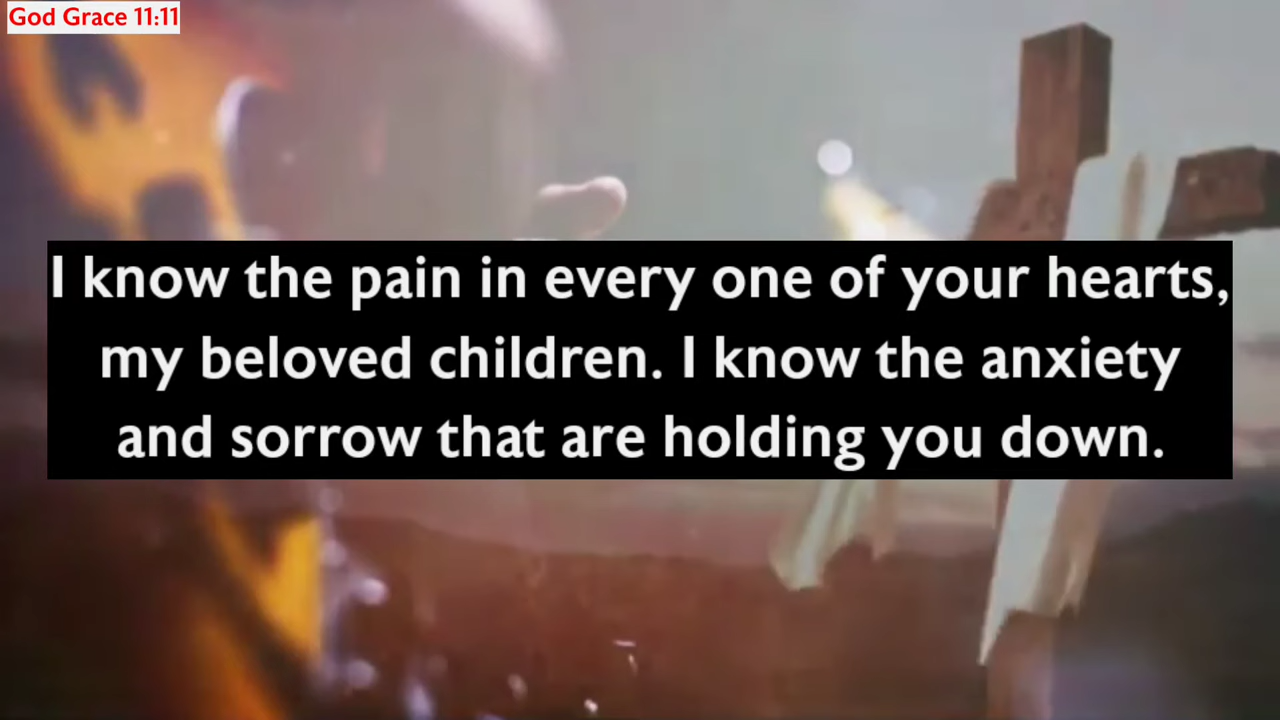 God Grace 11:11
I know the pain in every one of your hearts,
my beloved children. I know the anxiety
and sorrow that are holding you down.